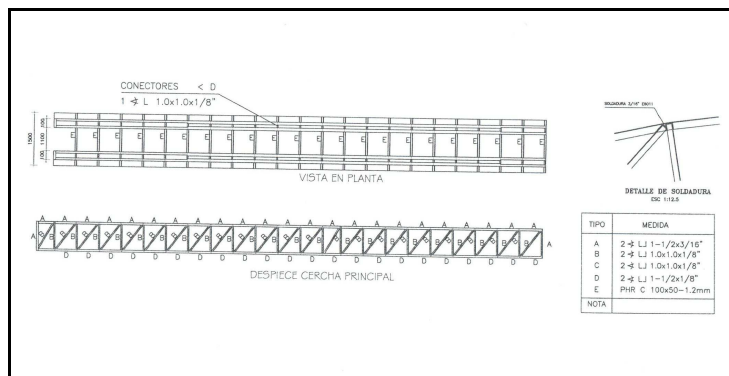 CONECTORES < D
1 ∢ L 1.0x1.0x1/8"
1500
200
1100
E E E E E E E E E E E E E E E E
VISTA EN PLANTA
SOLDADURA 3/16" E6011
DETALLE DE SOLDADURA
ESC 1:12.5
A A A A A A A A A A A A A A A A A A
A B B B B B B B B B B B B B B B B B B A
D D D D D D D D D D D D D D D D D
DESPIECE CERCHA PRINCIPAL
TIPO MEDIDA
A 2 ∢ LJ 1-1/2x3/16"
B 2 ∢ LJ 1.0x1.0x1/8"
C 2 ∢ LJ 1.0x1.0x1/8"
D 2 ∢ LJ 1-1/2x1/8"
E PHR C 100x50-1.2mm
NOTA